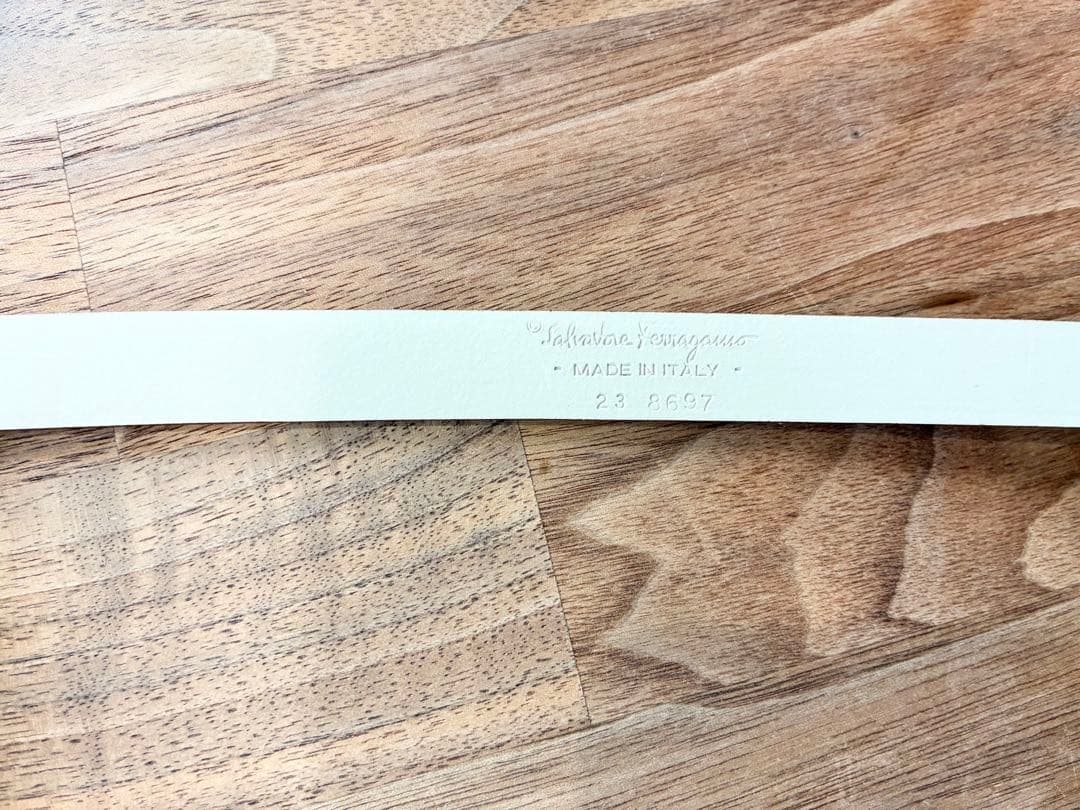 © Salvatore Ferragamo
- MADE IN ITALY -
23 8697